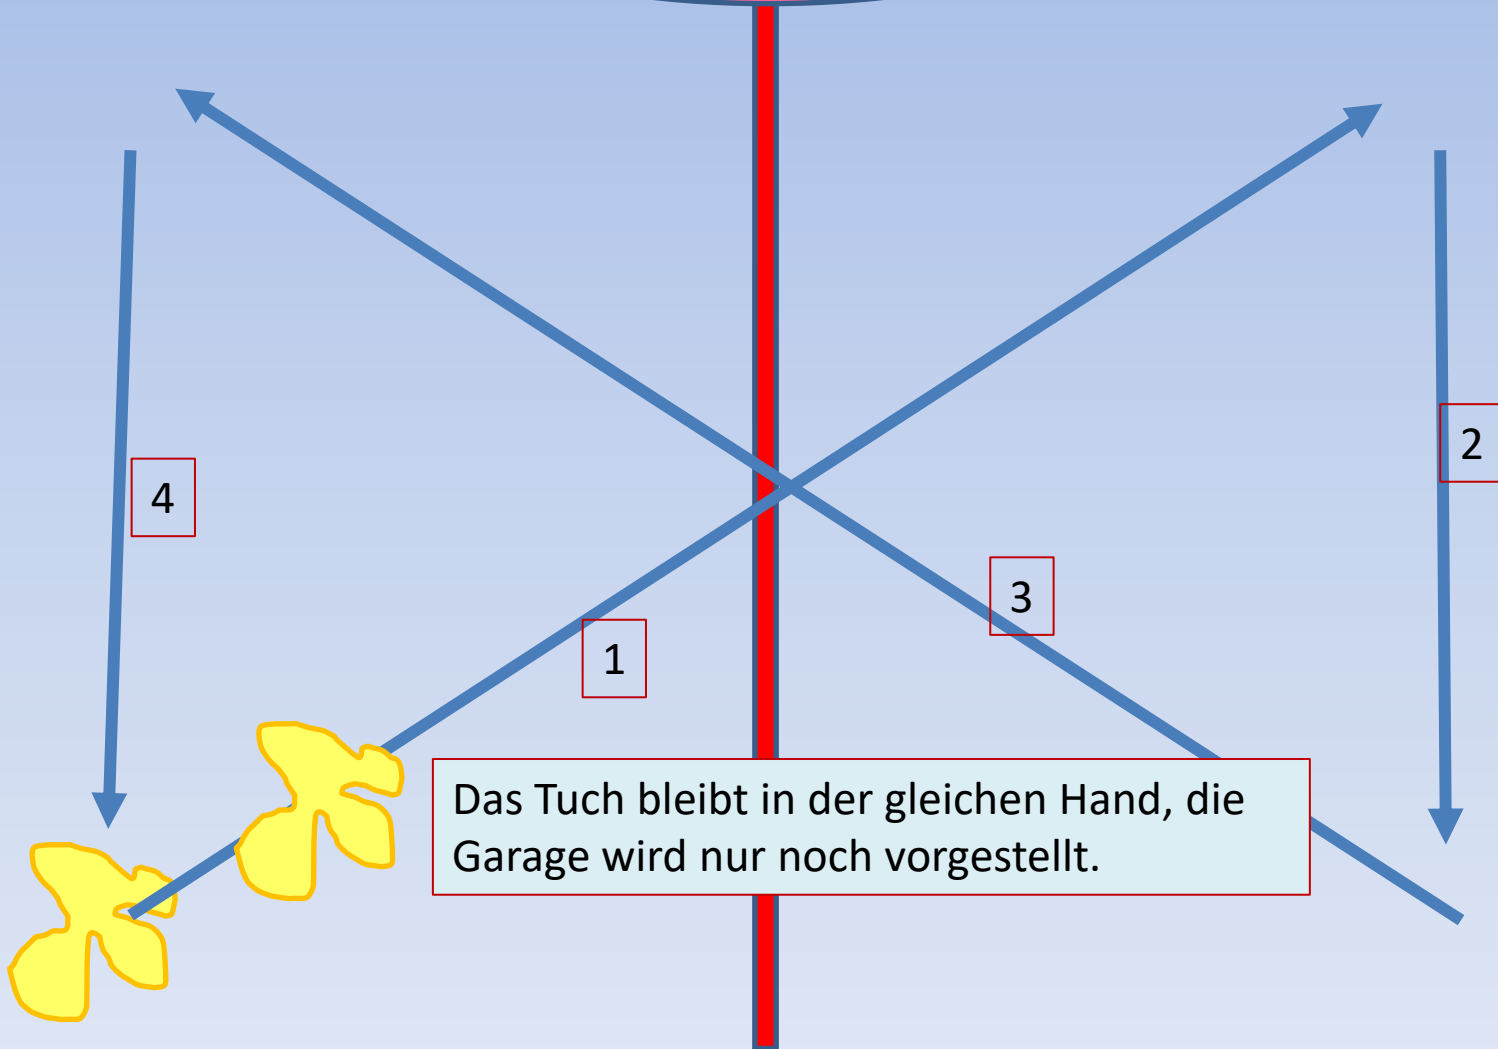 2
4
3
1
Das Tuch bleibt in der gleichen Hand, die
Garage wird nur noch vorgestellt.